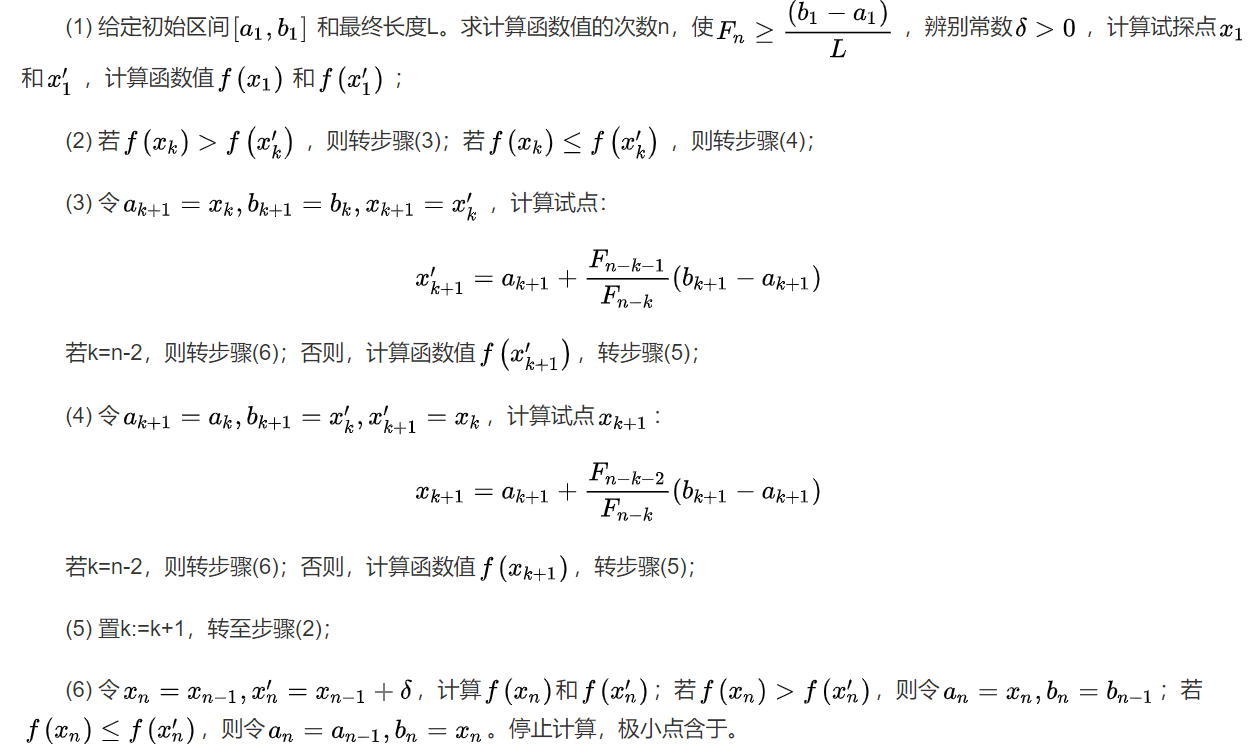 (1) 给定初始区间$[a_1, b_1]$ 和最终长度L。求计算函数值的次数n，使$F_n \geq \frac{(b_1 - a_1)}{L}$ ，辨别常数$\delta > 0$ ，计算试探点$x_1$
和$x_1'$ ，计算函数值$f(x_1)$ 和$f(x_1')$ ；
(2) 若$f(x_k) > f(x_k')$ ，则转步骤(3)；若$f(x_k) \leq f(x_k')$ ，则转步骤(4)；
(3) 令$a_{k+1} = x_k, b_{k+1} = b_k, x_{k+1} = x_k'$ ，计算试点：
$x_{k+1}' = a_{k+1} + \frac{F_{n-k-1}}{F_{n-k}}(b_{k+1} - a_{k+1})$
若k=n-2，则转步骤(6)；否则，计算函数值$f(x_{k+1}')$，转步骤(5)；
(4) 令$a_{k+1} = a_k, b_{k+1} = x_k', x_{k+1}' = x_k$，计算试点$x_{k+1}$：
$x_{k+1} = a_{k+1} + \frac{F_{n-k-2}}{F_{n-k}}(b_{k+1} - a_{k+1})$
若k=n-2，则转步骤(6)；否则，计算函数值$f(x_{k+1})$，转步骤(5)；
(5) 置k:=k+1，转至步骤(2)；
(6) 令$x_n = x_{n-1}, x_n' = x_{n-1} + \delta$，计算$f(x_n)$和$f(x_n')$；若$f(x_n) > f(x_n')$，则令$a_n = x_n, b_n = b_{n-1}$；若
$f(x_n) \leq f(x_n')$，则令$a_n = a_{n-1}, b_n = x_n$。停止计算，极小点含于。